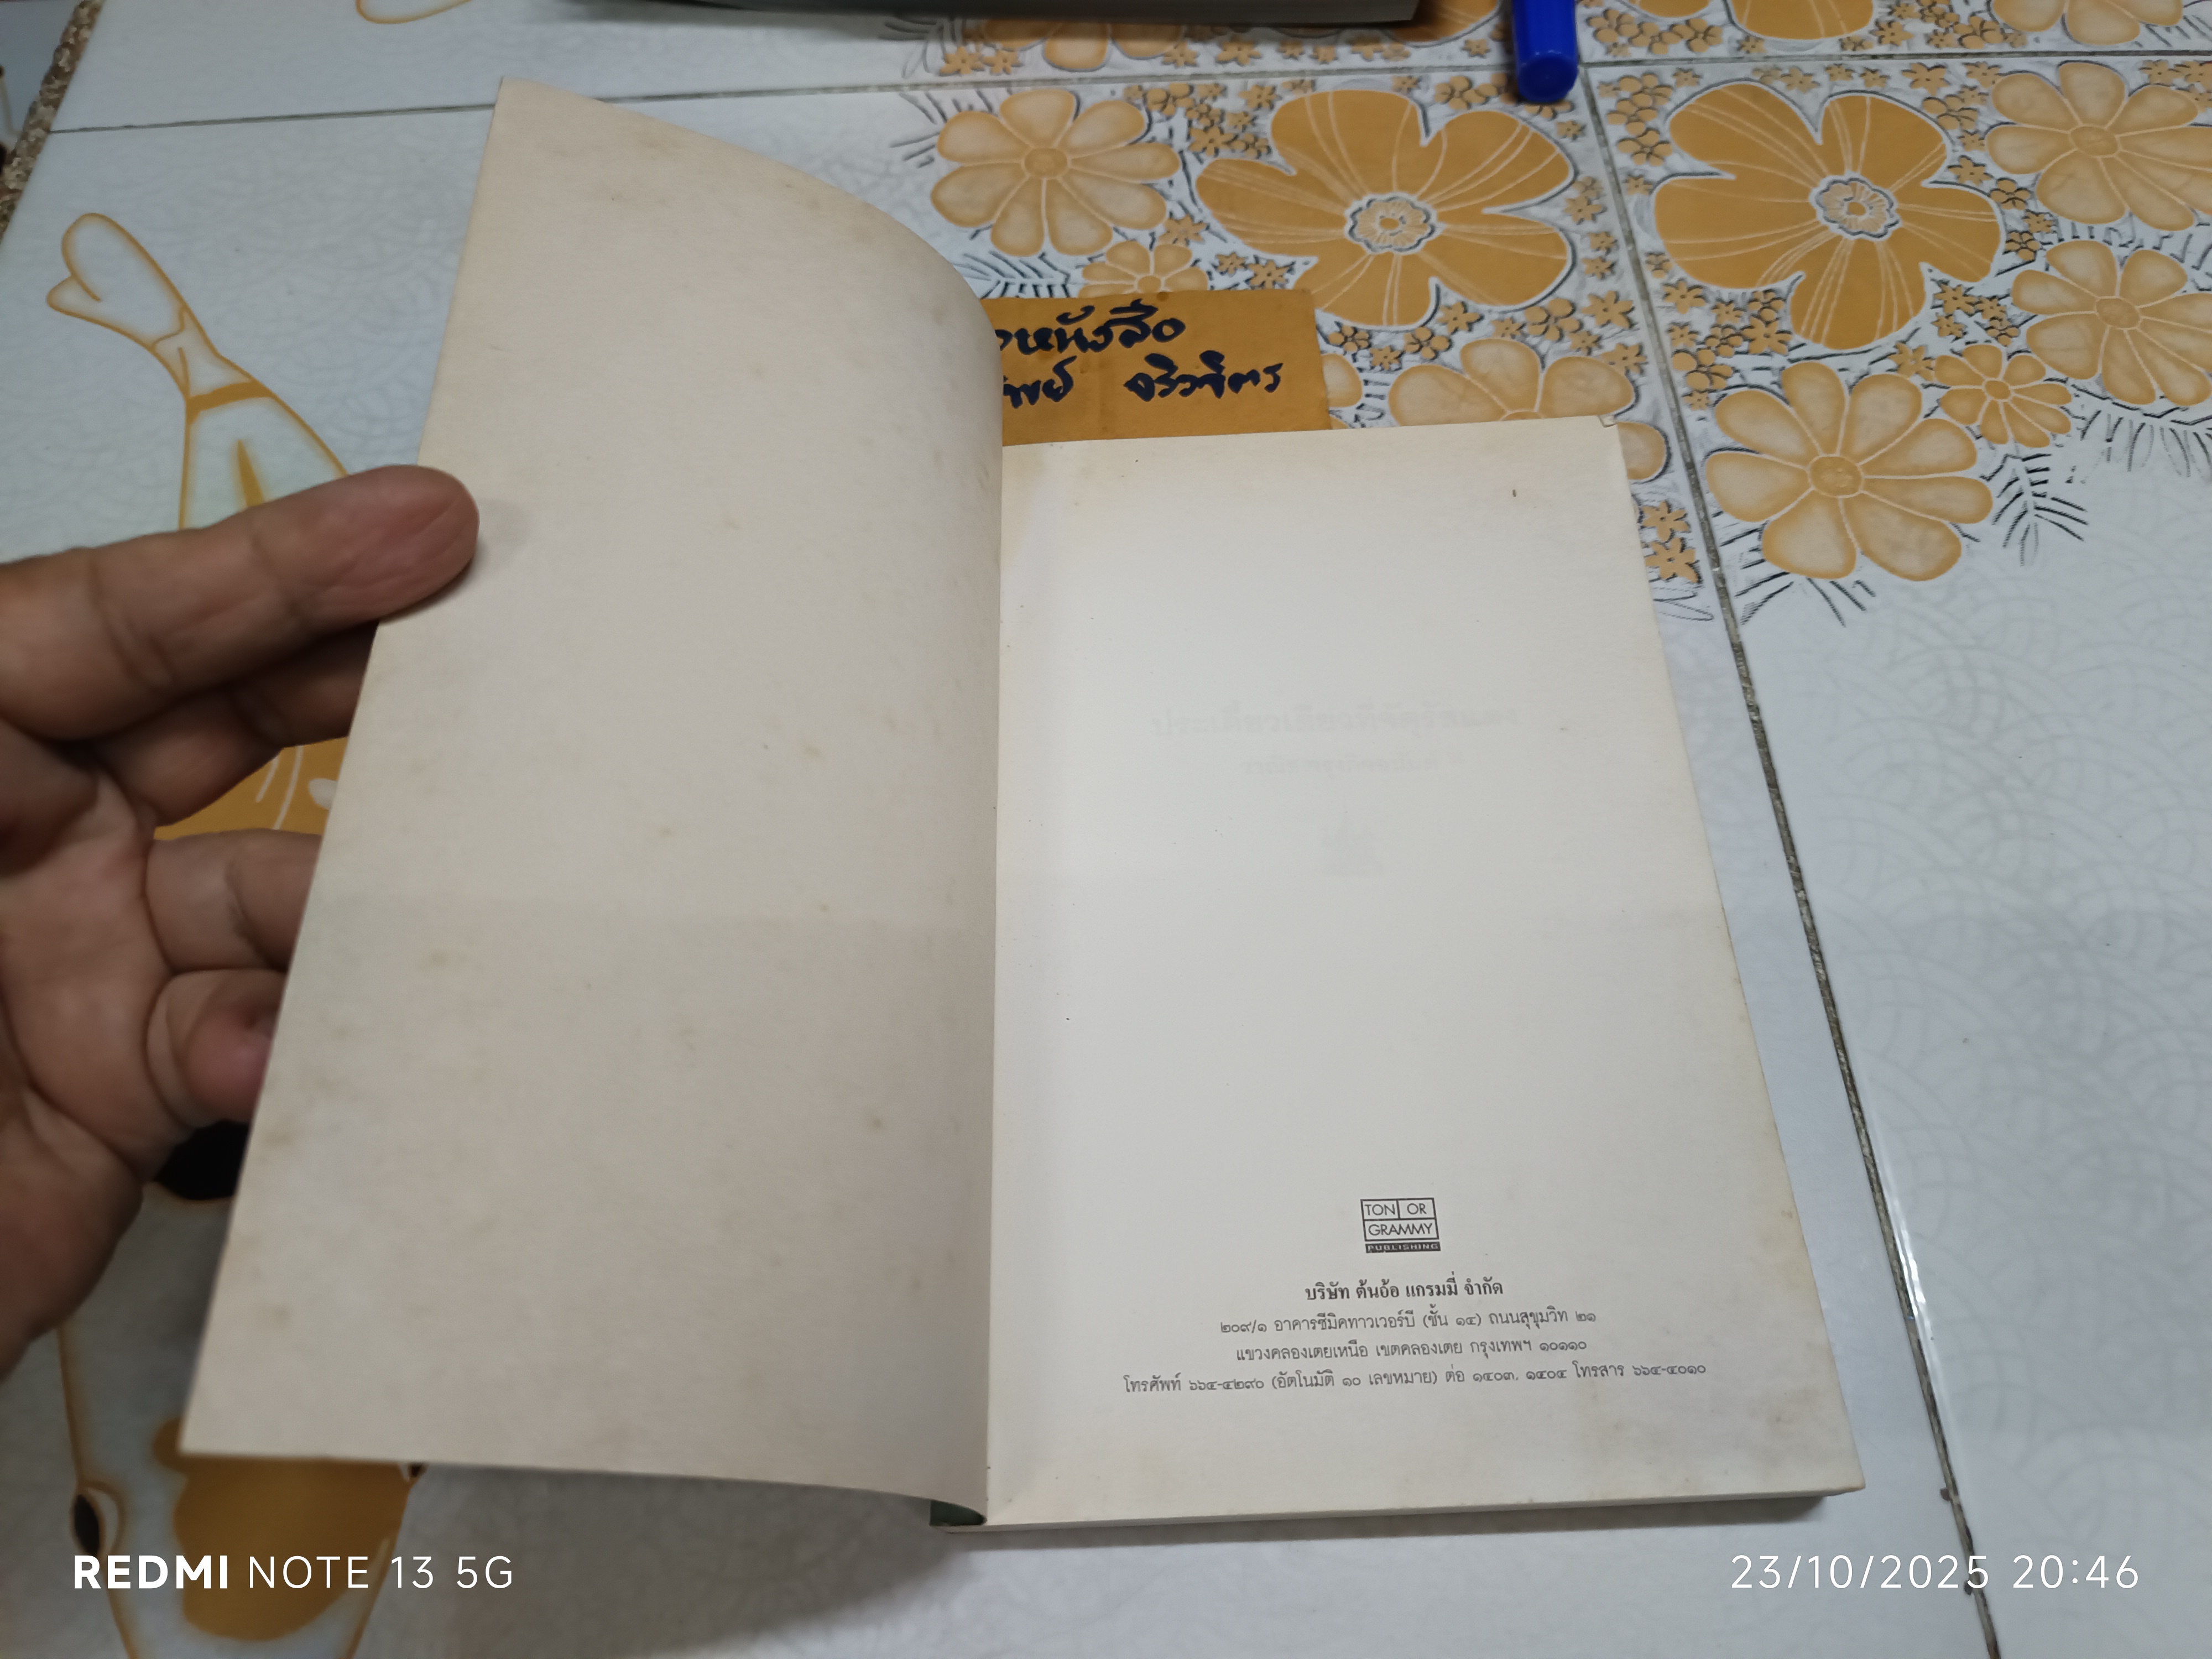 หนังสือ
TON OR
GRAMMY
PUBLISHING
บริษัท ต้นอ้อ แกรมมี่ จำกัด
๒๐๙/๑ อาคารซีมิคทาวเวอร์บี (ชั้น ๑๔) ถนนสุขุมวิท ๒๑
แขวงคลองเตยเหนือ เขตคลองเตย กรุงเทพฯ ๑๐๑๑๐
โทรศัพท์ ๖๖๔-๔๒๙๐ (อัตโนมัติ ๑๐ เลขหมาย) ต่อ ๑๔๐๓, ๑๔๐๔ โทรสาร ๖๖๔-๔๐๑๐
REDMI NOTE 13 5G
23/10/2025 20:46